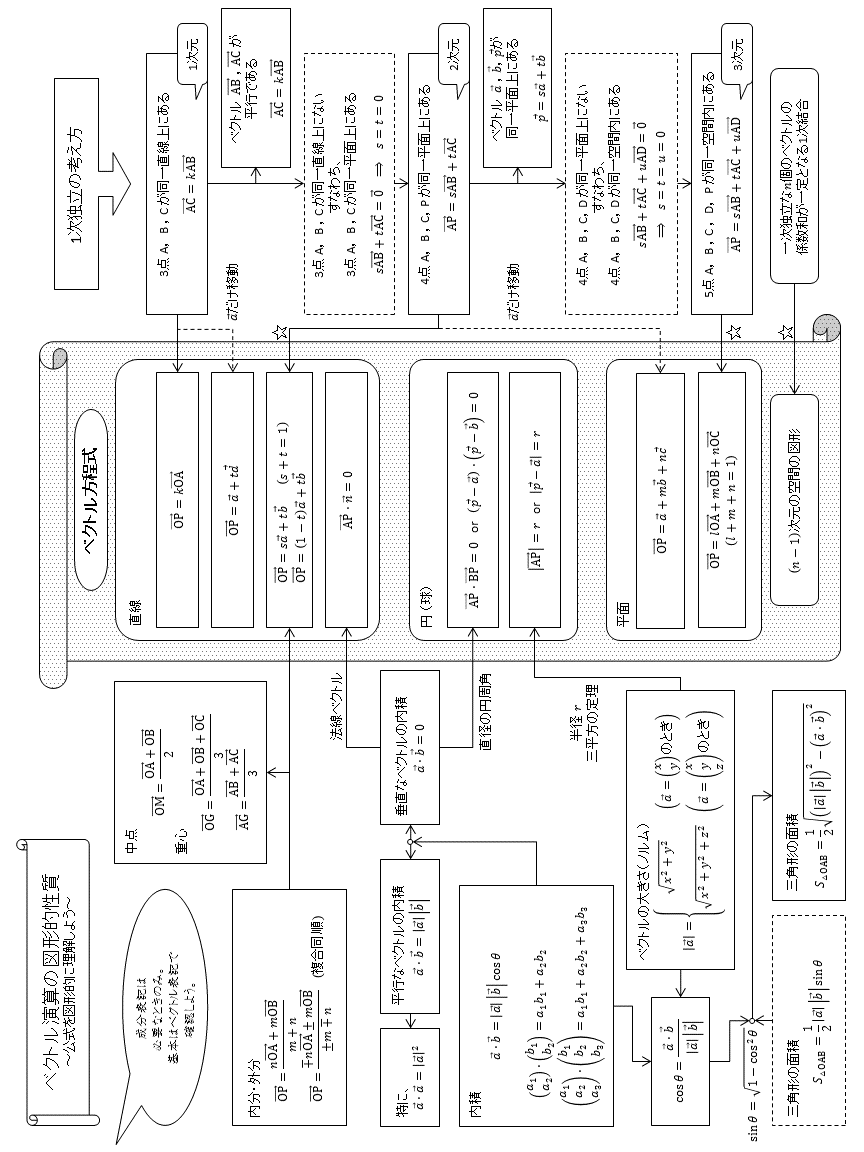 ベクトル演算の図形的性質
～公式を図形的に理解しよう～
成分表記は
必要なときのみ。
基本はベクトル表記で
確認しよう。
内分・外分
$\overrightarrow{OP}=\dfrac{n\overrightarrow{OA}+m\overrightarrow{OB}}{m+n}$
$\overrightarrow{OP}=\dfrac{\mp n\overrightarrow{OA}\pm m\overrightarrow{OB}}{\pm m\mp n}$ (複合同順)
中点
$\overrightarrow{OM}=\dfrac{\overrightarrow{OA}+\overrightarrow{OB}}{2}$
重心
$\overrightarrow{OG}=\dfrac{\overrightarrow{OA}+\overrightarrow{OB}+\overrightarrow{OC}}{3}$
$\overrightarrow{AG}=\dfrac{\overrightarrow{AB}+\overrightarrow{AC}}{3}$
特に、
$\vec{a}\cdot\vec{a}=|\vec{a}|^2$
平行なベクトルの内積
$\vec{a}\cdot\vec{b}=|\vec{a}||\vec{b}|$
垂直なベクトルの内積
$\vec{a}\cdot\vec{b}=0$
法線ベクトル
直径の円周角
内積
$\vec{a}\cdot\vec{b}=|\vec{a}||\vec{b}|\cos\theta$
$\begin{pmatrix}a_1\\a_2\end{pmatrix}\cdot\begin{pmatrix}b_1\\b_2\end{pmatrix}=a_1b_1+a_2b_2$
$\begin{pmatrix}a_1\\a_2\\a_3\end{pmatrix}\cdot\begin{pmatrix}b_1\\b_2\\b_3\end{pmatrix}=a_1b_1+a_2b_2+a_3b_3$
半径 r
三平方の定理
ベクトルの大きさ(ノルム)
$|\vec{a}|=\begin{cases}\sqrt{x^2+y^2} & \left(\vec{a}=\begin{pmatrix}x\\y\end{pmatrix}のとき\right)\\ \sqrt{x^2+y^2+z^2} & \left(\vec{a}=\begin{pmatrix}x\\y\\z\end{pmatrix}のとき\right)\end{cases}$
$\cos\theta=\dfrac{\vec{a}\cdot\vec{b}}{|\vec{a}||\vec{b}|}$
$\sin\theta=\sqrt{1-\cos^2\theta}$
三角形の面積
$S_{\triangle OAB}=\dfrac{1}{2}|\vec{a}||\vec{b}|\sin\theta$
三角形の面積
$S_{\triangle OAB}=\dfrac{1}{2}\sqrt{(|\vec{a}||\vec{b}|)^2-(\vec{a}\cdot\vec{b})^2}$
ベクトル方程式
直線
$\overrightarrow{OP}=k\overrightarrow{OA}$
$\overrightarrow{OP}=\vec{a}+t\vec{d}$
$\overrightarrow{OP}=s\vec{a}+t\vec{b}\quad(s+t=1)$
$\overrightarrow{OP}=(1-t)\vec{a}+t\vec{b}$
$\overrightarrow{AP}\cdot\vec{n}=0$
円(球)
$\overrightarrow{AP}\cdot\overrightarrow{BP}=0$ or $(\vec{p}-\vec{a})\cdot(\vec{p}-\vec{b})=0$
$|\overrightarrow{AP}|=r$ or $|\vec{p}-\vec{a}|=r$
平面
$\overrightarrow{OP}=\vec{a}+m\vec{b}+n\vec{c}$
$\overrightarrow{OP}=l\overrightarrow{OA}+m\overrightarrow{OB}+n\overrightarrow{OC}$
$(l+m+n=1)$
(n－1)次元の空間の図形
1次独立の考え方
3点 A，B，Cが同一直線上にある
$\overrightarrow{AC}=k\overrightarrow{AB}$
1次元
ベクトル $\overrightarrow{AB}$，$\overrightarrow{AC}$ が
平行である
$\overrightarrow{AC}=k\overrightarrow{AB}$
$\vec{a}$だけ移動
3点 A，B，Cが同一直線上にない
すなわち、
3点 A，B，Cが同一平面上にある
$s\overrightarrow{AB}+t\overrightarrow{AC}=\vec{0}\ \Rightarrow\ s=t=0$
4点 A，B，C，Pが同一平面上にある
$\overrightarrow{AP}=s\overrightarrow{AB}+t\overrightarrow{AC}$
2次元
ベクトル $\vec{a}$，$\vec{b}$，$\vec{p}$が
同一平面上にある
$\vec{p}=s\vec{a}+t\vec{b}$
$\vec{a}$だけ移動
4点 A，B，C，Dが同一平面上にない
すなわち、
4点 A，B，C，Dが同一空間内にある
$s\overrightarrow{AB}+t\overrightarrow{AC}+u\overrightarrow{AD}=\vec{0}$
$\Rightarrow\ s=t=u=0$
5点 A，B，C，D，Pが同一空間内にある
$\overrightarrow{AP}=s\overrightarrow{AB}+t\overrightarrow{AC}+u\overrightarrow{AD}$
3次元
一次独立なn個のベクトルの
係数和が一定となる1次結合